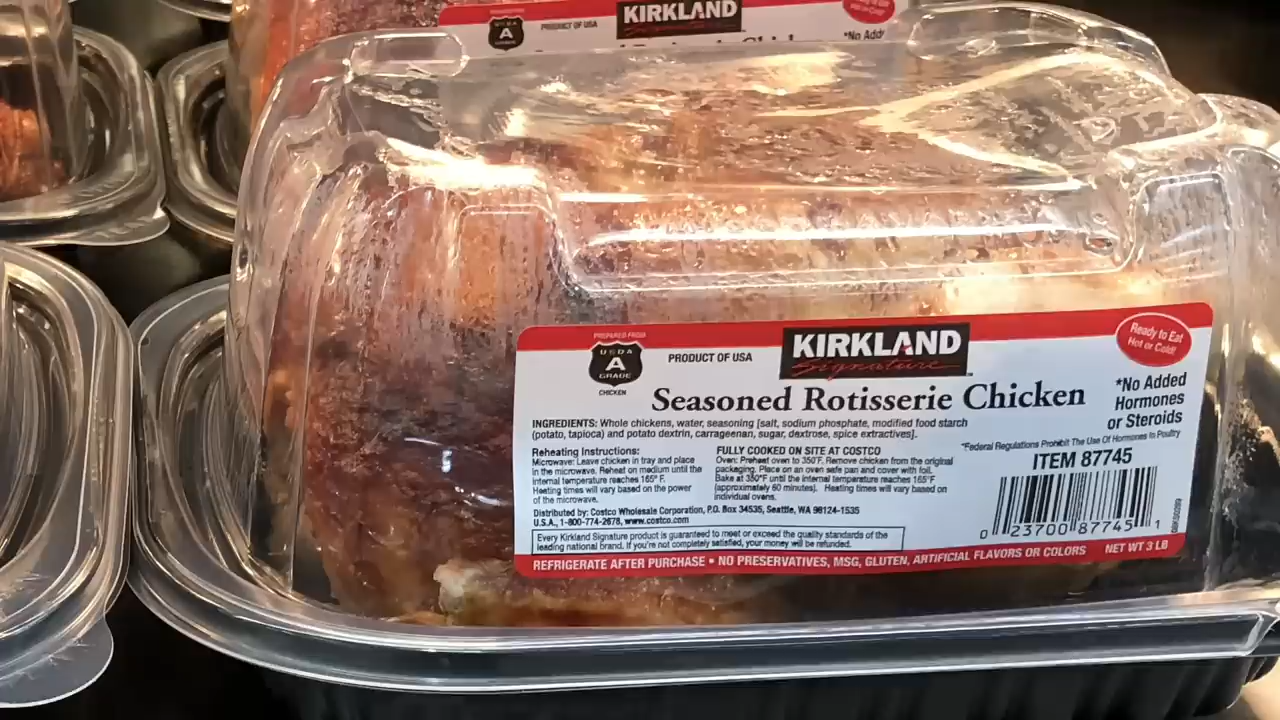 USDA
A
PRODUCT OF USA
KIRKLAND
Signature
*No Add
PREPARED FROM
USDA
A
GRADE
CHICKEN
PRODUCT OF USA
KIRKLAND
Signature
Ready to Eat
Hot or Cold!
Seasoned Rotisserie Chicken
*No Added
Hormones
or Steroids
*Federal Regulations Prohibit The Use Of Hormones In Poultry
INGREDIENTS: Whole chickens, water, seasoning [salt, sodium phosphate, modified food starch
(potato, tapioca) and potato dextrin, carrageenan, sugar, dextrose, spice extractives].
Reheating Instructions:
Microwave: Leave chicken in tray and place
in the microwave. Reheat on medium until the
internal temperature reaches 165° F.
Heating times will vary based on the power
of the microwave.
FULLY COOKED ON SITE AT COSTCO
Oven: Preheat oven to 350°F. Remove chicken from the original
packaging. Place on an oven safe pan and cover with foil.
Bake at 350°F until the internal temperature reaches 165°F
(approximately 60 minutes). Heating times will vary based on
individual ovens.
ITEM 87745
0 23700 87745 1
Distributed by: Costco Wholesale Corporation, P.O. Box 34535, Seattle, WA 98124-1535
U.S.A., 1-800-774-2678, www.costco.com
Every Kirkland Signature product is guaranteed to meet or exceed the quality standards of the
leading national brand. If you're not completely satisfied, your money will be refunded.
REFRIGERATE AFTER PURCHASE • NO PRESERVATIVES, MSG, GLUTEN, ARTIFICIAL FLAVORS OR COLORS NET WT 3 LB